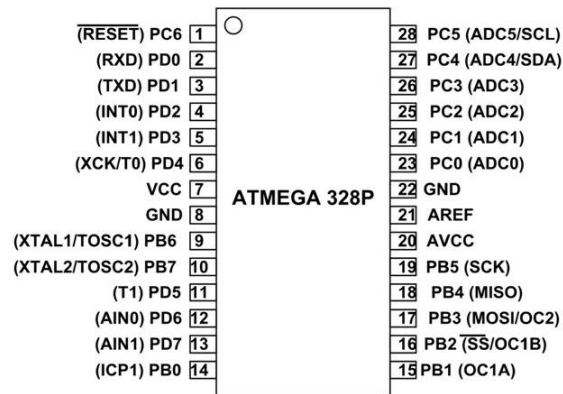 (RESET) PC6 1
(RXD) PD0 2
(TXD) PD1 3
(INT0) PD2 4
(INT1) PD3 5
(XCK/T0) PD4 6
VCC 7
GND 8
(XTAL1/TOSC1) PB6 9
(XTAL2/TOSC2) PB7 10
(T1) PD5 11
(AIN0) PD6 12
(AIN1) PD7 13
(ICP1) PB0 14
ATMEGA 328P
28 PC5 (ADC5/SCL)
27 PC4 (ADC4/SDA)
26 PC3 (ADC3)
25 PC2 (ADC2)
24 PC1 (ADC1)
23 PC0 (ADC0)
22 GND
21 AREF
20 AVCC
19 PB5 (SCK)
18 PB4 (MISO)
17 PB3 (MOSI/OC2)
16 PB2 (SS/OC1B)
15 PB1 (OC1A)